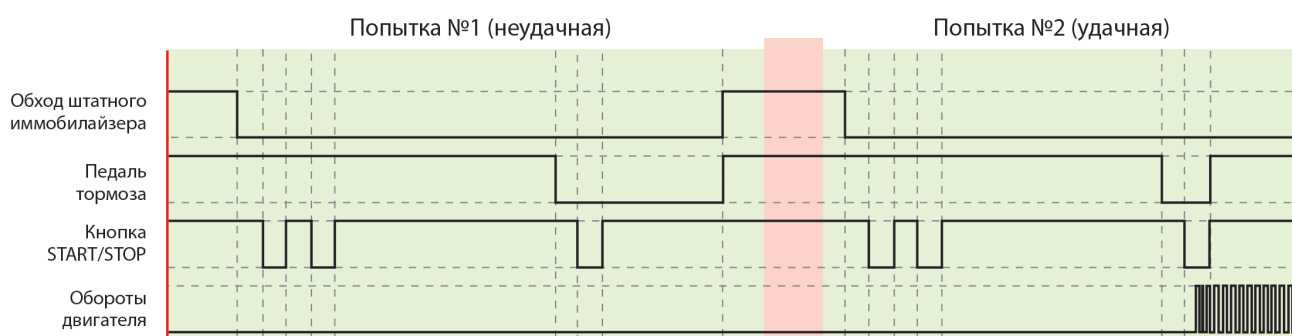 Попытка №1 (неудачная)
Попытка №2 (удачная)
Обход штатного
иммобилайзера
Педаль
тормоза
Кнопка
START/STOP
Обороты
двигателя